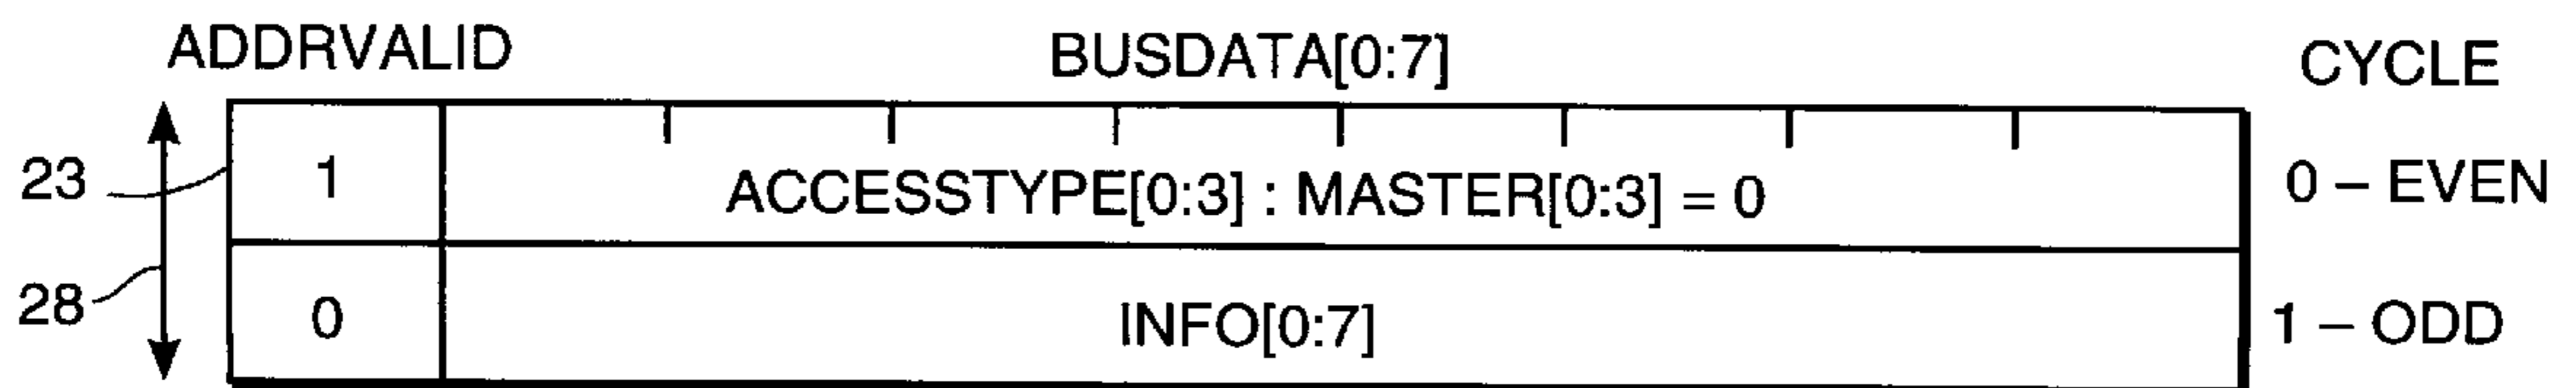 ADDRVALID BUSDATA[0:7] CYCLE
23 1 ACCESSTYPE[0:3] : MASTER[0:3] = 0 0 – EVEN
28 0 INFO[0:7] 1 – ODD